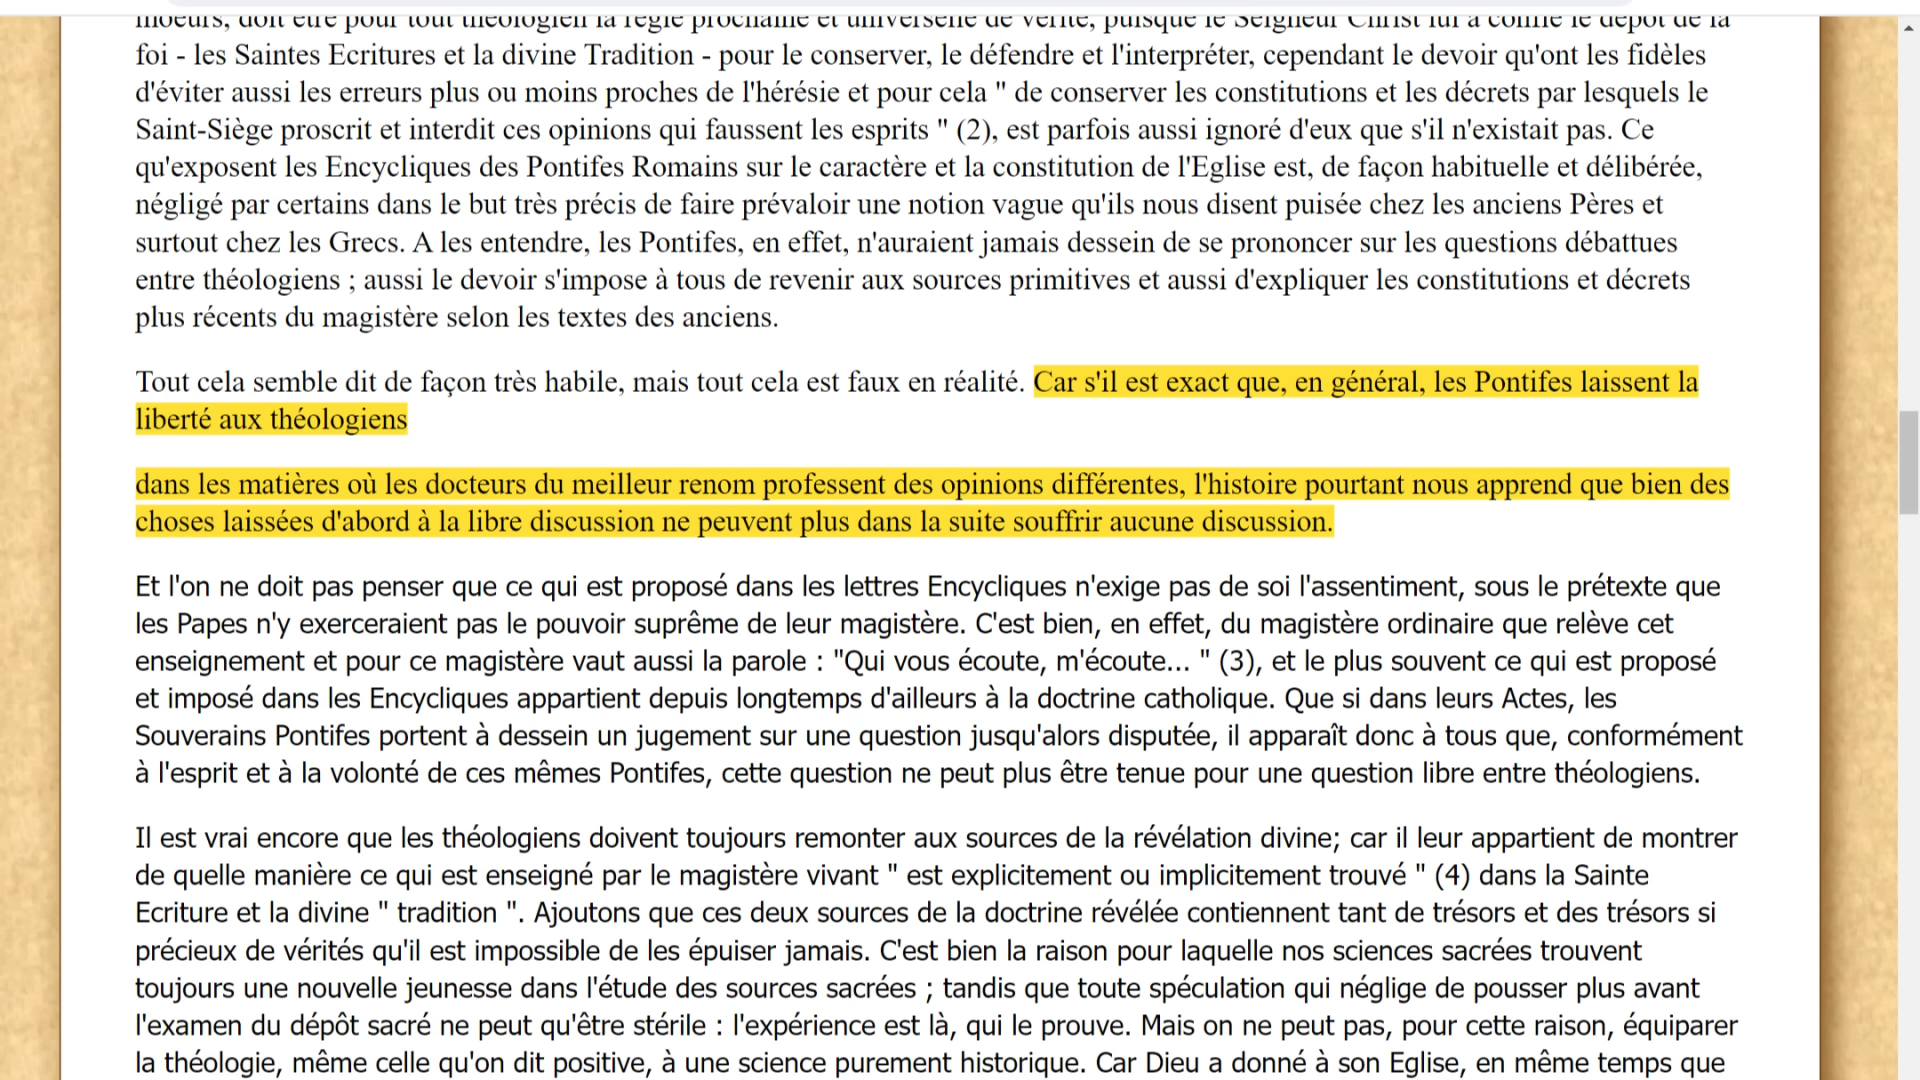 moeurs, doit être pour tout théologien la règle prochaine et universelle de vérité, puisque le Seigneur Christ lui a confié le dépôt de la
foi - les Saintes Ecritures et la divine Tradition - pour le conserver, le défendre et l'interpréter, cependant le devoir qu'ont les fidèles
d'éviter aussi les erreurs plus ou moins proches de l'hérésie et pour cela " de conserver les constitutions et les décrets par lesquels le
Saint-Siège proscrit et interdit ces opinions qui faussent les esprits " (2), est parfois aussi ignoré d'eux que s'il n'existait pas. Ce
qu'exposent les Encycliques des Pontifes Romains sur le caractère et la constitution de l'Eglise est, de façon habituelle et délibérée,
négligé par certains dans le but très précis de faire prévaloir une notion vague qu'ils nous disent puisée chez les anciens Pères et
surtout chez les Grecs. A les entendre, les Pontifes, en effet, n'auraient jamais dessein de se prononcer sur les questions débattues
entre théologiens ; aussi le devoir s'impose à tous de revenir aux sources primitives et aussi d'expliquer les constitutions et décrets
plus récents du magistère selon les textes des anciens.
Tout cela semble dit de façon très habile, mais tout cela est faux en réalité. Car s'il est exact que, en général, les Pontifes laissent la
liberté aux théologiens
dans les matières où les docteurs du meilleur renom professent des opinions différentes, l'histoire pourtant nous apprend que bien des
choses laissées d'abord à la libre discussion ne peuvent plus dans la suite souffrir aucune discussion.
Et l'on ne doit pas penser que ce qui est proposé dans les lettres Encycliques n'exige pas de soi l'assentiment, sous le prétexte que
les Papes n'y exerceraient pas le pouvoir suprême de leur magistère. C'est bien, en effet, du magistère ordinaire que relève cet
enseignement et pour ce magistère vaut aussi la parole : "Qui vous écoute, m'écoute... " (3), et le plus souvent ce qui est proposé
et imposé dans les Encycliques appartient depuis longtemps d'ailleurs à la doctrine catholique. Que si dans leurs Actes, les
Souverains Pontifes portent à dessein un jugement sur une question jusqu'alors disputée, il apparaît donc à tous que, conformément
à l'esprit et à la volonté de ces mêmes Pontifes, cette question ne peut plus être tenue pour une question libre entre théologiens.
Il est vrai encore que les théologiens doivent toujours remonter aux sources de la révélation divine; car il leur appartient de montrer
de quelle manière ce qui est enseigné par le magistère vivant " est explicitement ou implicitement trouvé " (4) dans la Sainte
Ecriture et la divine " tradition ". Ajoutons que ces deux sources de la doctrine révélée contiennent tant de trésors et des trésors si
précieux de vérités qu'il est impossible de les épuiser jamais. C'est bien la raison pour laquelle nos sciences sacrées trouvent
toujours une nouvelle jeunesse dans l'étude des sources sacrées ; tandis que toute spéculation qui néglige de pousser plus avant
l'examen du dépôt sacré ne peut qu'être stérile : l'expérience est là, qui le prouve. Mais on ne peut pas, pour cette raison, équiparer
la théologie, même celle qu'on dit positive, à une science purement historique. Car Dieu a donné à son Eglise, en même temps que